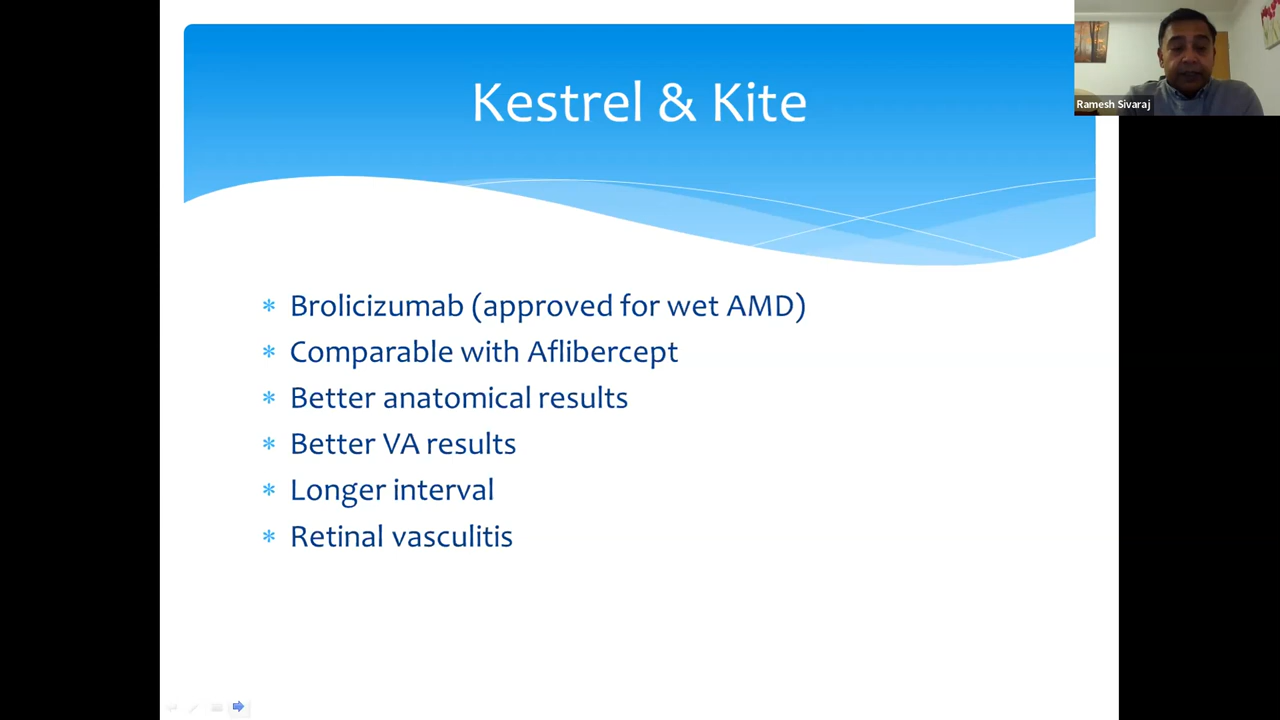 Kestrel & Kite
Ramesh Sivaraj
* Brolicizumab (approved for wet AMD)
* Comparable with Aflibercept
* Better anatomical results
* Better VA results
* Longer interval
* Retinal vasculitis